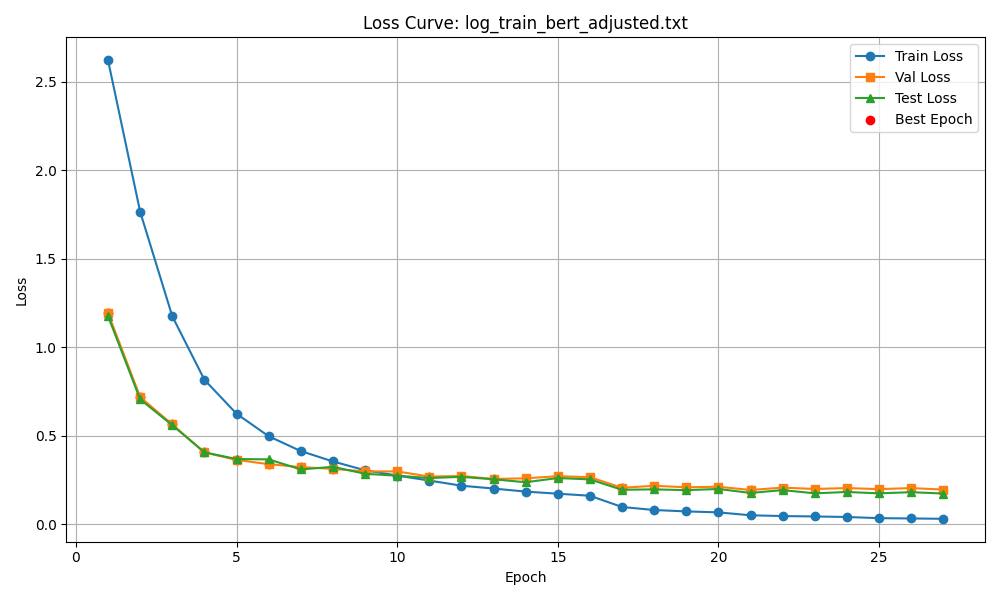 Loss Curve: log_train_bert_adjusted.txt
Train Loss
Val Loss
Test Loss
Best Epoch
Loss
2.5
2.0
1.5
1.0
0.5
0.0
0 5 10 15 20 25
Epoch